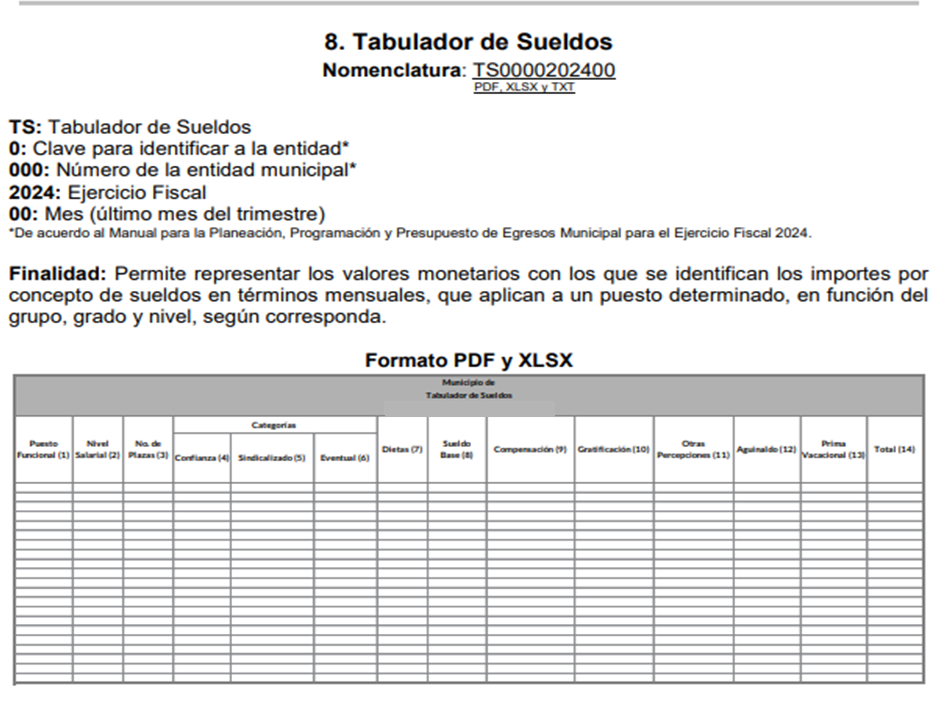 8. Tabulador de Sueldos
Nomenclatura: TS0000202400
PDF, XLSX y TXT
TS: Tabulador de Sueldos
0: Clave para identificar a la entidad*
000: Número de la entidad municipal*
2024: Ejercicio Fiscal
00: Mes (último mes del trimestre)
*De acuerdo al Manual para la Planeación, Programación y Presupuesto de Egresos Municipal para el Ejercicio Fiscal 2024.
Finalidad: Permite representar los valores monetarios con los que se identifican los importes por
concepto de sueldos en términos mensuales, que aplican a un puesto determinado, en función del
grupo, grado y nivel, según corresponda.
Formato PDF y XLSX
Municipio de
Tabulador de Sueldos
Puesto
Funcional (1)
Nivel
Salarial (2)
No. de
Plazas (3)
Categorías
Confianza (4)
Sindicalizado (5)
Eventual (6)
Dietas (7)
Sueldo
Base (8)
Compensación (9)
Gratificación (10)
Otras
Percepciones (11)
Aguinaldo (12)
Prima
Vacacional (13)
Total (14)